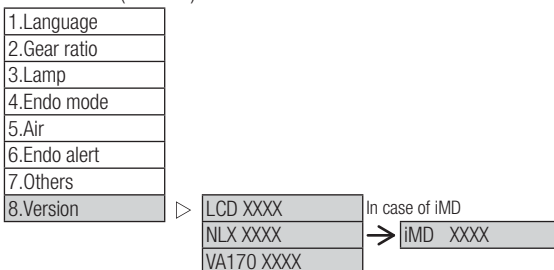 1.Language
2.Gear ratio
3.Lamp
4.Endo mode
5.Air
6.Endo alert
7.Others
8.Version
LCD XXXX
In case of iMD
NLX XXXX
iMD XXXX
VA170 XXXX